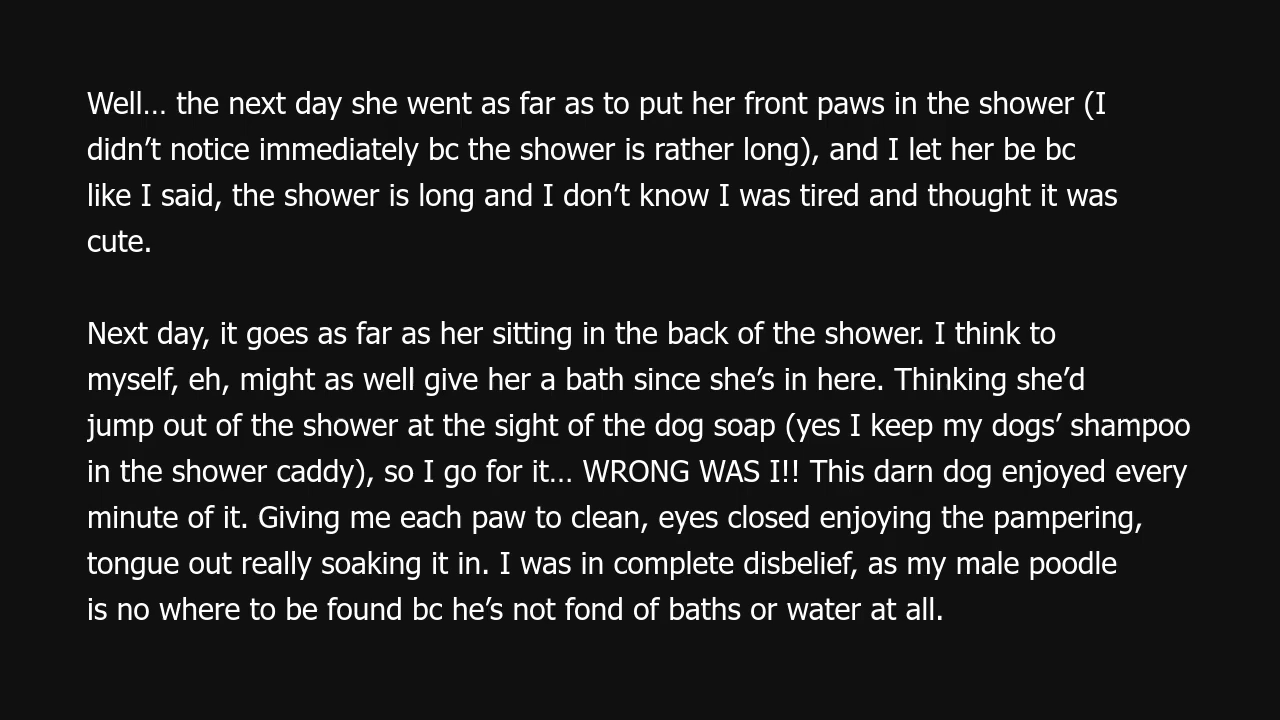 Well... the next day she went as far as to put her front paws in the shower (I
didn’t notice immediately bc the shower is rather long), and I let her be bc
like I said, the shower is long and I don’t know I was tired and thought it was
cute.
Next day, it goes as far as her sitting in the back of the shower. I think to
myself, eh, might as well give her a bath since she’s in here. Thinking she’d
jump out of the shower at the sight of the dog soap (yes I keep my dogs’ shampoo
in the shower caddy), so I go for it... WRONG WAS I!! This darn dog enjoyed every
minute of it. Giving me each paw to clean, eyes closed enjoying the pampering,
tongue out really soaking it in. I was in complete disbelief, as my male poodle
is no where to be found bc he’s not fond of baths or water at all.